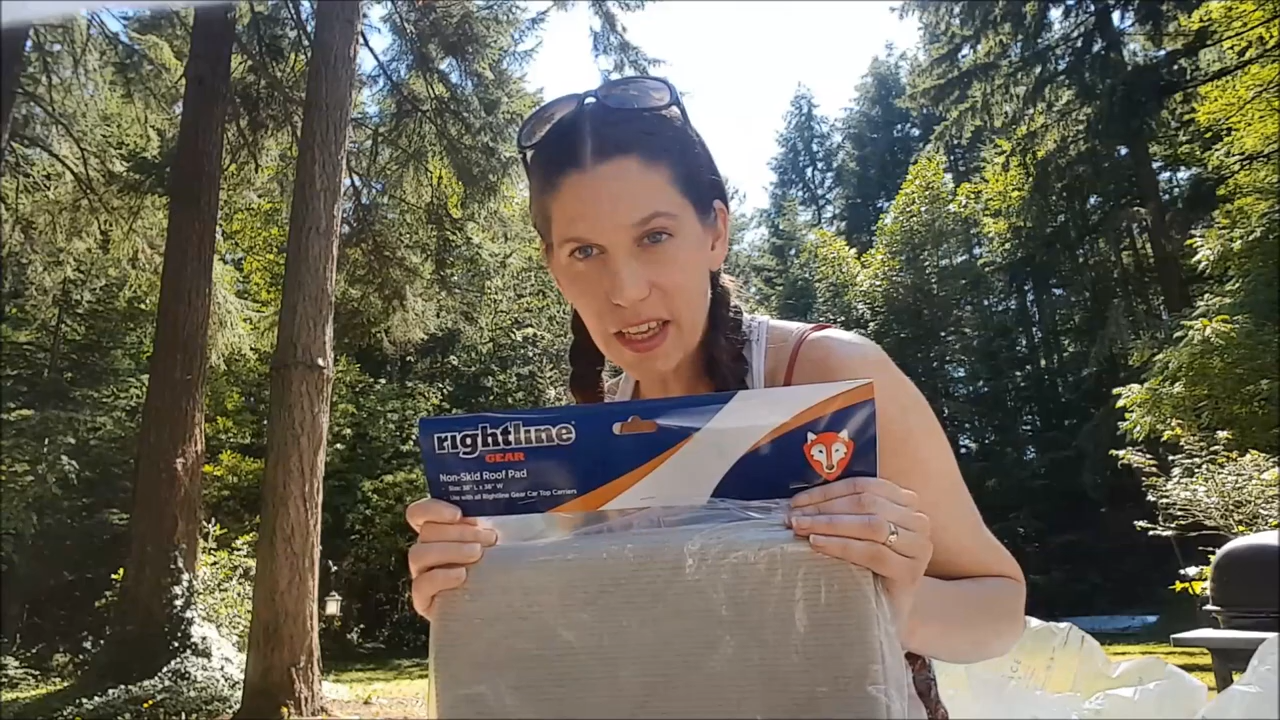 rightline
GEAR
Non-Skid Roof Pad
Size: 38" L x 36" W
Use with all Rightline Gear Car Top Carriers